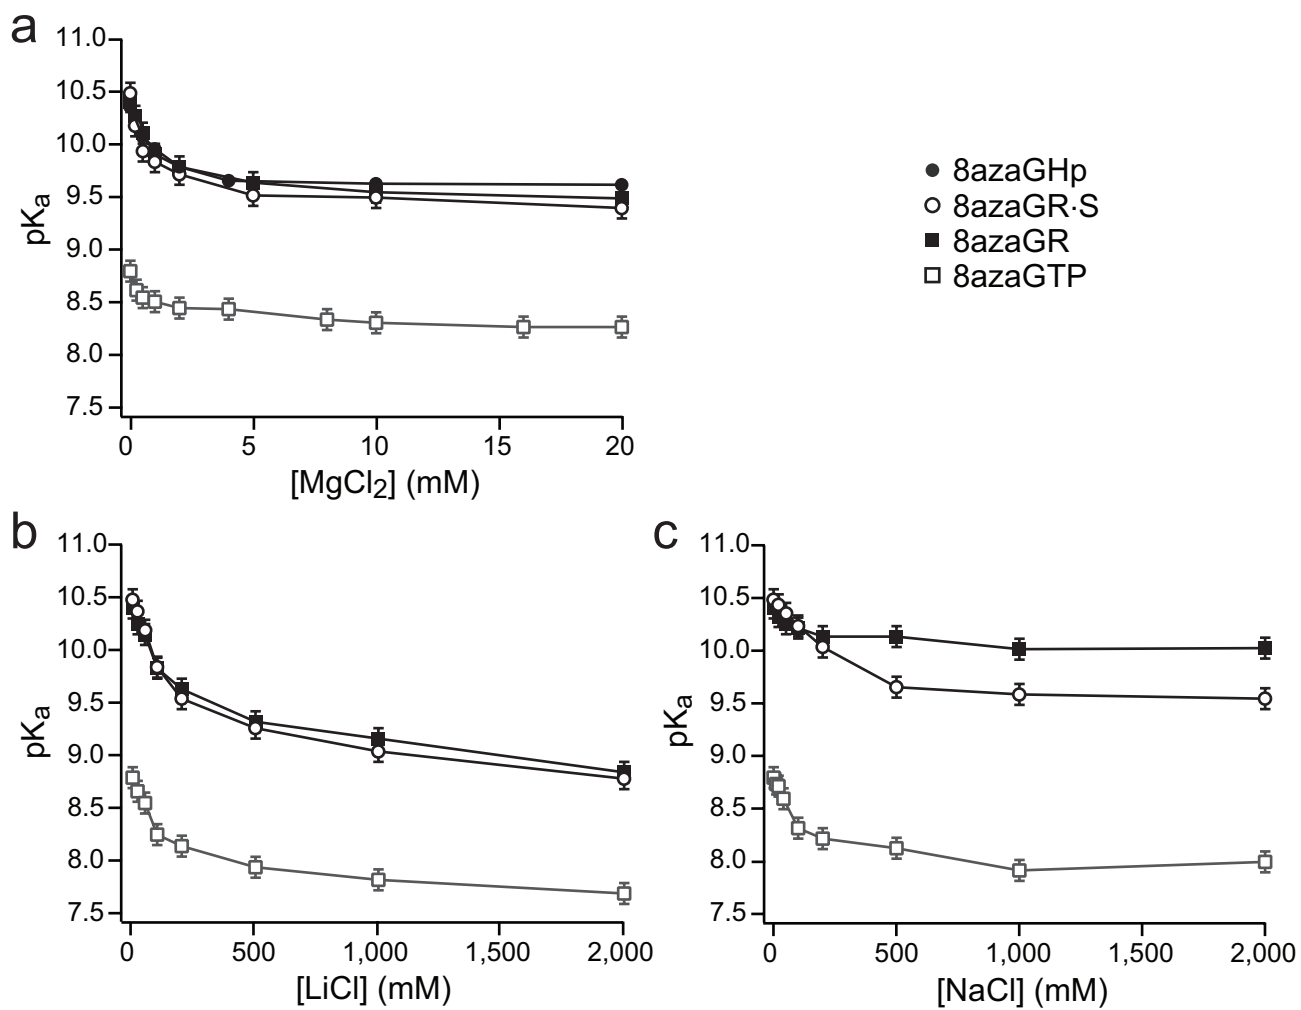 a
11.0
10.5
10.0
9.5
9.0
8.5
8.0
7.5
pKa
0 5 10 15 20
[MgCl2] (mM)
8azaGHp
8azaGR·S
8azaGR
8azaGTP
b
11.0
10.5
10.0
9.5
9.0
8.5
8.0
7.5
pKa
0 500 1,000 1,500 2,000
[LiCl] (mM)
c
11.0
10.5
10.0
9.5
9.0
8.5
8.0
7.5
pKa
0 500 1,000 1,500 2,000
[NaCl] (mM)